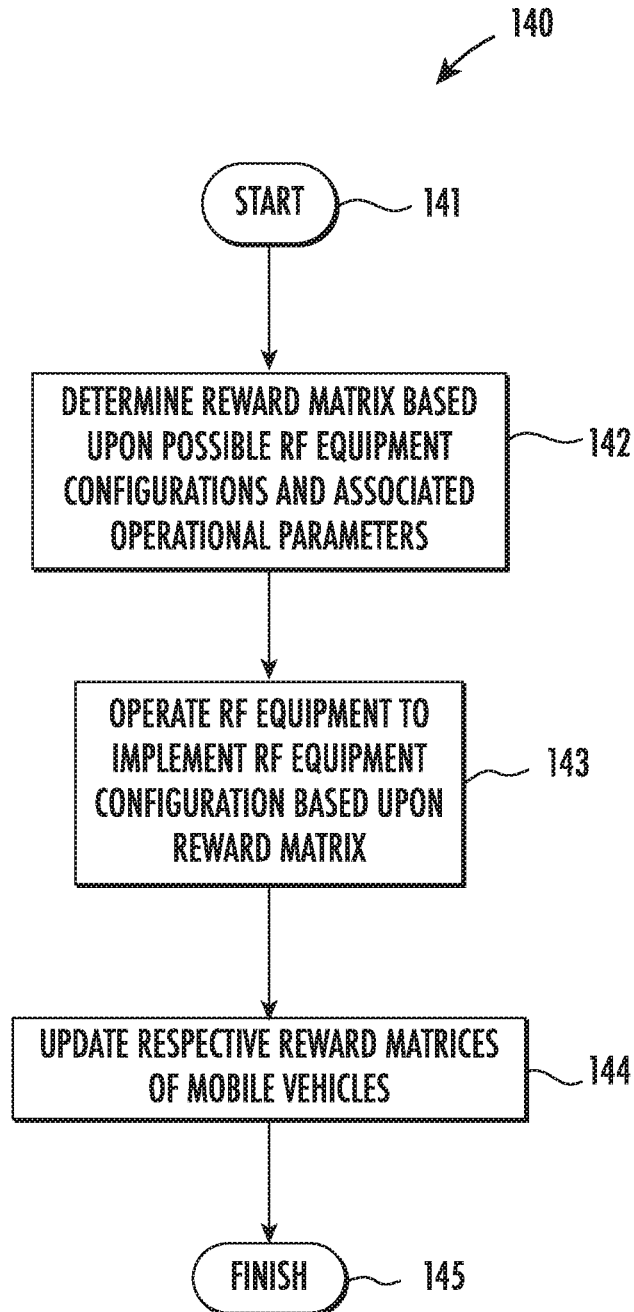 140
START
141
DETERMINE REWARD MATRIX BASED
UPON POSSIBLE RF EQUIPMENT
CONFIGURATIONS AND ASSOCIATED
OPERATIONAL PARAMETERS
142
OPERATE RF EQUIPMENT TO
IMPLEMENT RF EQUIPMENT
CONFIGURATION BASED UPON
REWARD MATRIX
143
UPDATE RESPECTIVE REWARD MATRICES
OF MOBILE VEHICLES
144
FINISH
145